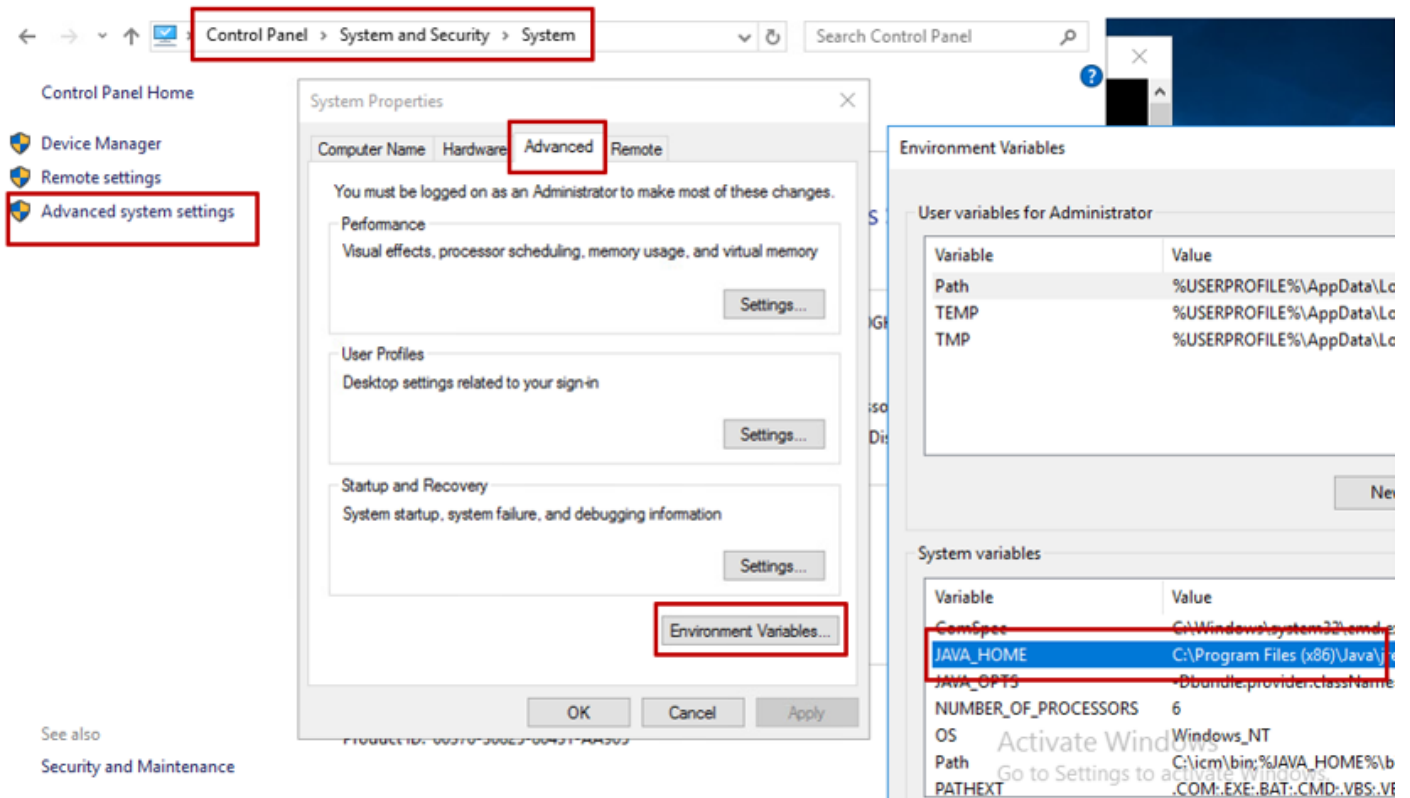 Control Panel > System and Security > System
Search Control Panel
Control Panel Home
Device Manager
Remote settings
Advanced system settings
System Properties
Computer Name Hardware Advanced Remote
You must be logged on as an Administrator to make most of these changes.
Performance
Visual effects, processor scheduling, memory usage, and virtual memory
Settings...
User Profiles
Desktop settings related to your sign-in
Settings...
Startup and Recovery
System startup, system failure, and debugging information
Settings...
Environment Variables...
OK Cancel Apply
See also
Security and Maintenance
Environment Variables
User variables for Administrator
Variable Value
Path %USERPROFILE%\AppData\Lo
TEMP %USERPROFILE%\AppData\Lo
TMP %USERPROFILE%\AppData\Lo
New
System variables
Variable Value
ComSpec C:\Windows\system32\cmd.e
JAVA_HOME C:\Program Files (x86)\Java\jre
JAVA_OPTS -Dbundle.provider.className
NUMBER_OF_PROCESSORS 6
OS Windows_NT
Path C:\icm\bin;%JAVA_HOME%\b
PATHEXT .COM;.EXE;.BAT;.CMD;.VBS;.VE
Activate Windows
Go to Settings to activate Windows.